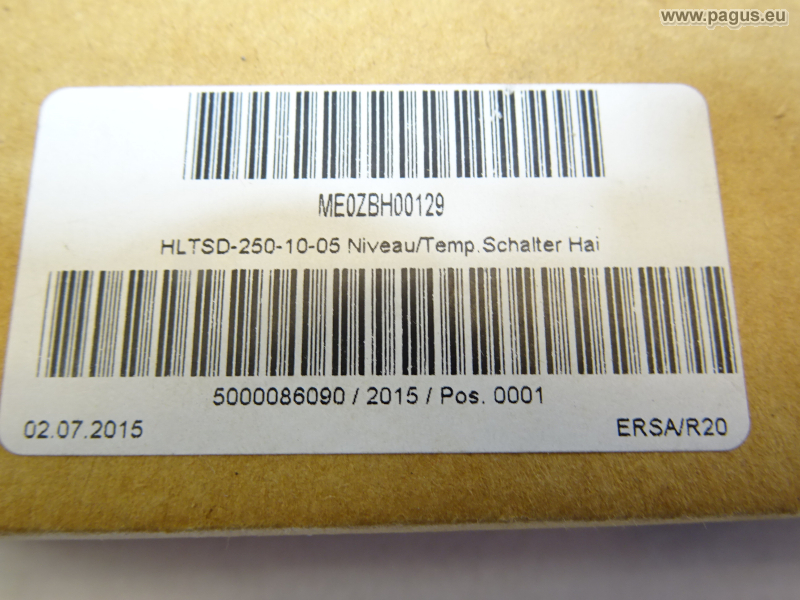 www.pagus.eu
ME0ZBH00129
HLTSD-250-10-05 Niveau/Temp.Schalter Hai
5000086090 / 2015 / Pos. 0001
02.07.2015 ERSA/R20